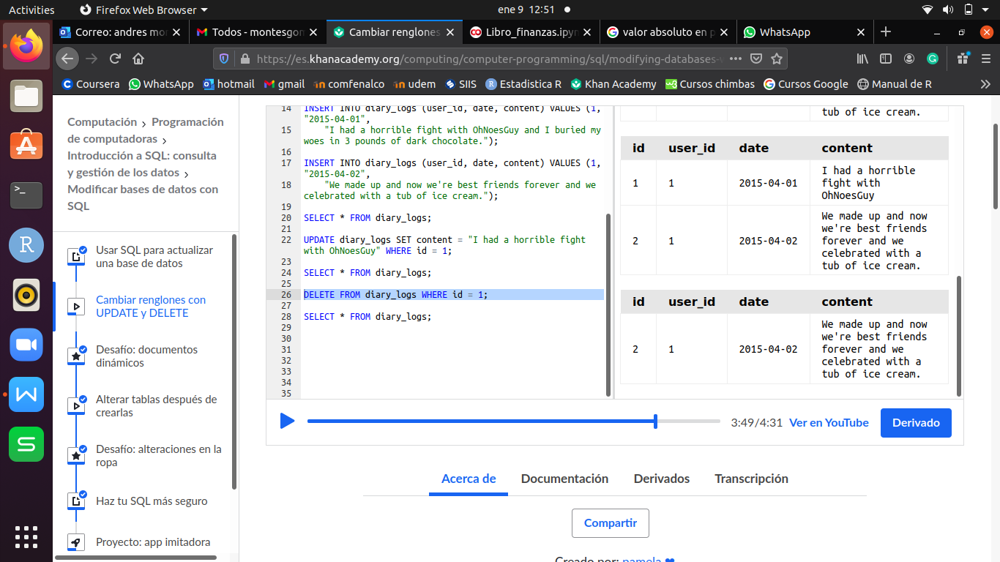 Activities
Firefox Web Browser
ene 9 12:51
Correo: andres mo
Todos - montesgon
Cambiar renglones
Libro_finanzas.ipyn
valor absoluto en p
WhatsApp
https://es.khanacademy.org/computing/computer-programming/sql/modifying-databases-
Coursera
WhatsApp
hotmail
gmail
comfenalco
udem
SIIS
Estadistica R
Khan Academy
Cursos chimbas
Cursos Google
Manual de R
Computación > Programación
de computadoras >
Introducción a SQL: consulta
y gestión de los datos >
Modificar bases de datos con
SQL
Usar SQL para actualizar
una base de datos
Cambiar renglones con
UPDATE y DELETE
Desafío: documentos
dinámicos
Alterar tablas después de
crearlas
Desafío: alteraciones en la
ropa
Haz tu SQL más seguro
Proyecto: app imitadora
14 INSERT INTO diary_logs (user_id, date, content) VALUES (1,
"2015-04-01",
15 "I had a horrible fight with OhNoesGuy and I buried my
woes in 3 pounds of dark chocolate.");
16
17 INSERT INTO diary_logs (user_id, date, content) VALUES (1,
"2015-04-02",
18 "We made up and now we're best friends forever and we
celebrated with a tub of ice cream.");
19
20 SELECT * FROM diary_logs;
21
22 UPDATE diary_logs SET content = "I had a horrible fight
with OhNoesGuy" WHERE id = 1;
23
24 SELECT * FROM diary_logs;
25
26 DELETE FROM diary_logs WHERE id = 1;
27
28 SELECT * FROM diary_logs;
29
30
31
32
33
34
35
tub of ice cream.
id user_id date content
1 1 2015-04-01 I had a horrible
fight with
OhNoesGuy
2 1 2015-04-02 We made up and now
we're best friends
forever and we
celebrated with a
tub of ice cream.
id user_id date content
2 1 2015-04-02 We made up and now
we're best friends
forever and we
celebrated with a
tub of ice cream.
3:49/4:31
Ver en YouTube
Derivado
Acerca de
Documentación
Derivados
Transcripción
Compartir
Creado por: pamela